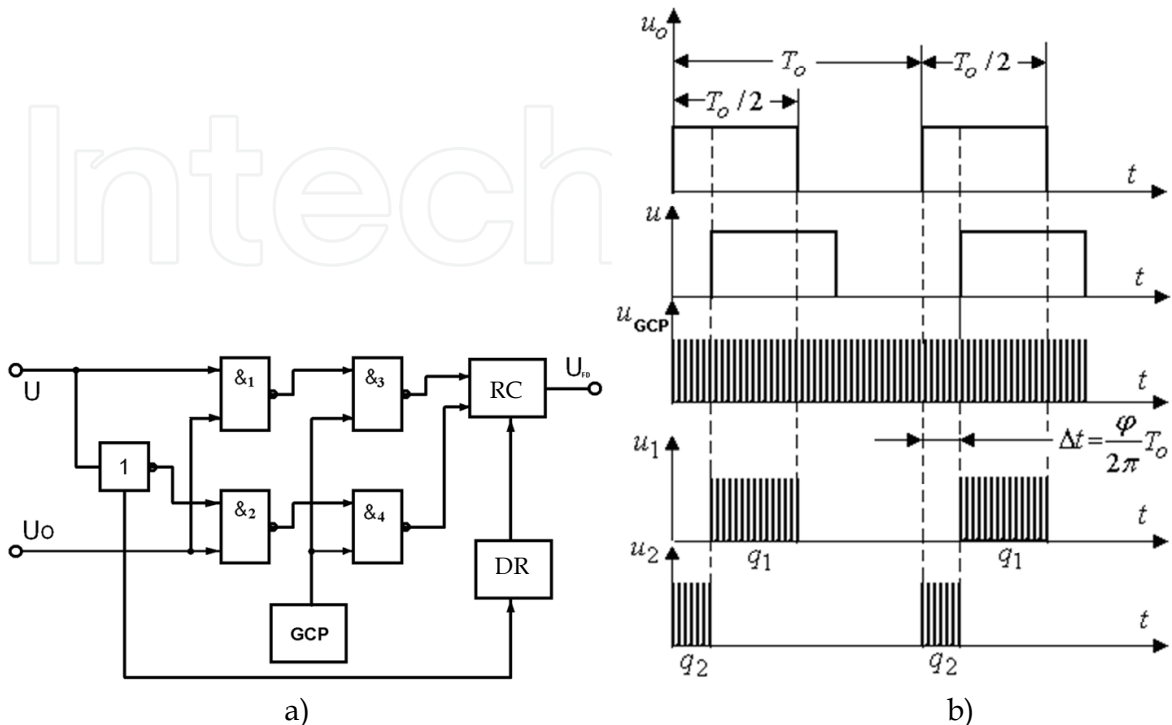 Intech
U
1
Uo
&1
&2
&3
&4
GCP
RC
DR
U_FD
a)
u_o
T_o
T_o/2
T_o/2
t
u
t
u_GCP
t
u_1
Δt=φ/2π T_o
q_1
q_1
t
u_2
q_2
q_2
t
b)